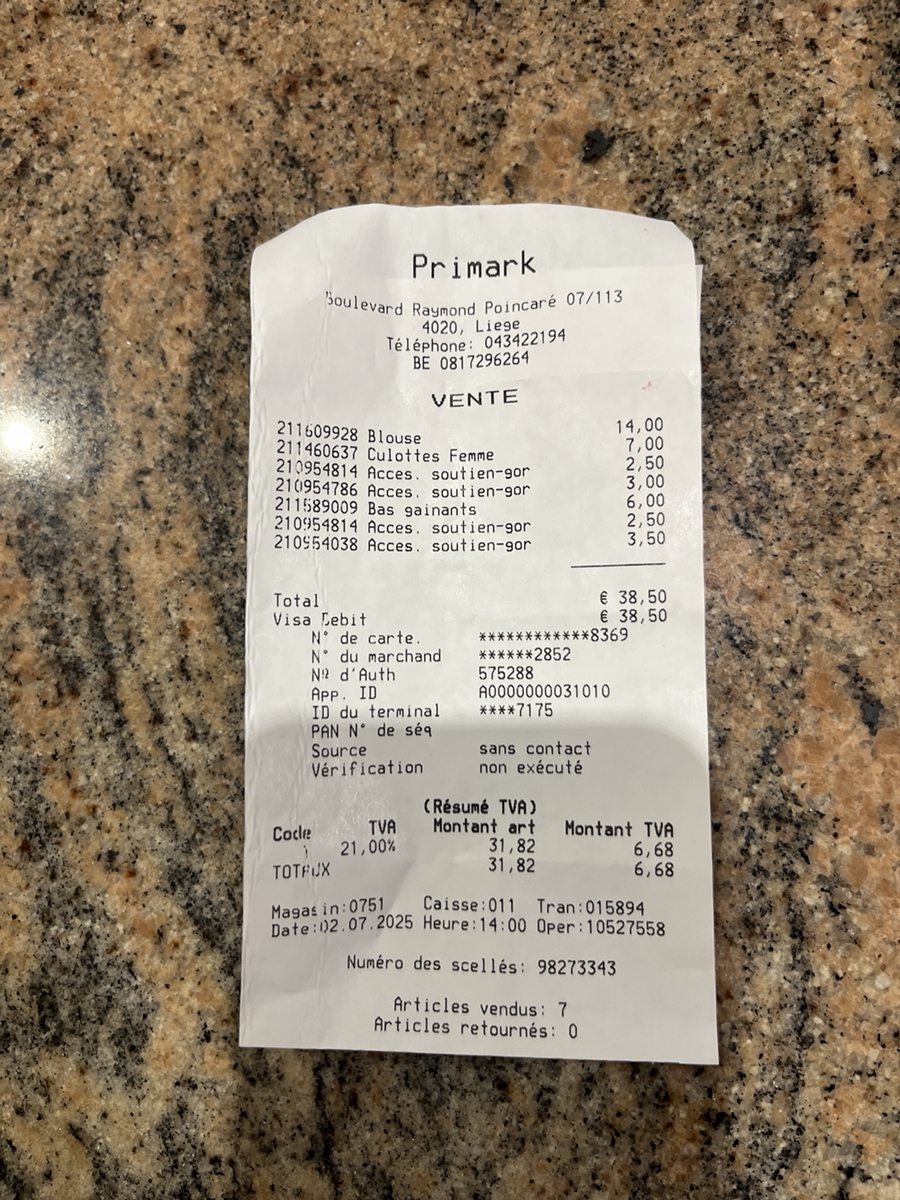 Primark
Boulevard Raymond Poincaré 07/113
4020, Liege
Téléphone: 043422194
BE 0817296264
VENTE
211609928 Blouse 14,00
211460637 Culottes Femme 7,00
210954814 Acces. soutien-gor 2,50
210954786 Acces. soutien-gor 3,00
211589009 Bas gainants 6,00
210954814 Acces. soutien-gor 2,50
210954038 Acces. soutien-gor 3,50
Total € 38,50
Visa Debit € 38,50
N° de carte. ************8369
N° du marchand ******2852
Nº d'Auth 575288
App. ID A0000000031010
ID du terminal ****7175
PAN N° de séq
Source sans contact
Vérification non exécuté
(Résumé TVA)
Code TVA Montant art Montant TVA
21,00% 31,82 6,68
TOTAUX 31,82 6,68
Magasin:0751 Caisse:011 Tran:015894
Date:02.07.2025 Heure:14:00 Oper:10527558
Numéro des scellés: 98273343
Articles vendus: 7
Articles retournés: 0